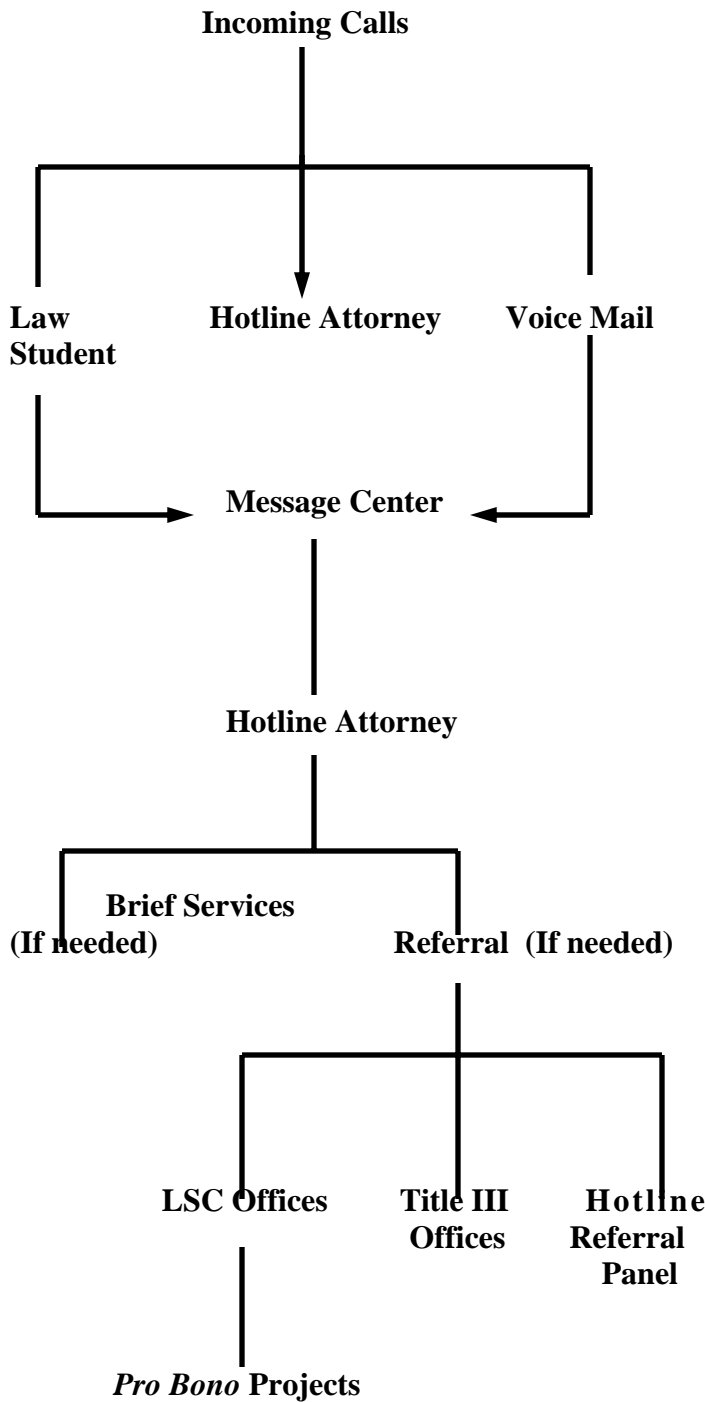 Incoming Calls
Law
Student
Hotline Attorney
Voice Mail
Message Center
Hotline Attorney
Brief Services
(If needed)
Referral (If needed)
LSC Offices
Title III
Offices
Hotline
Referral
Panel
Pro Bono Projects